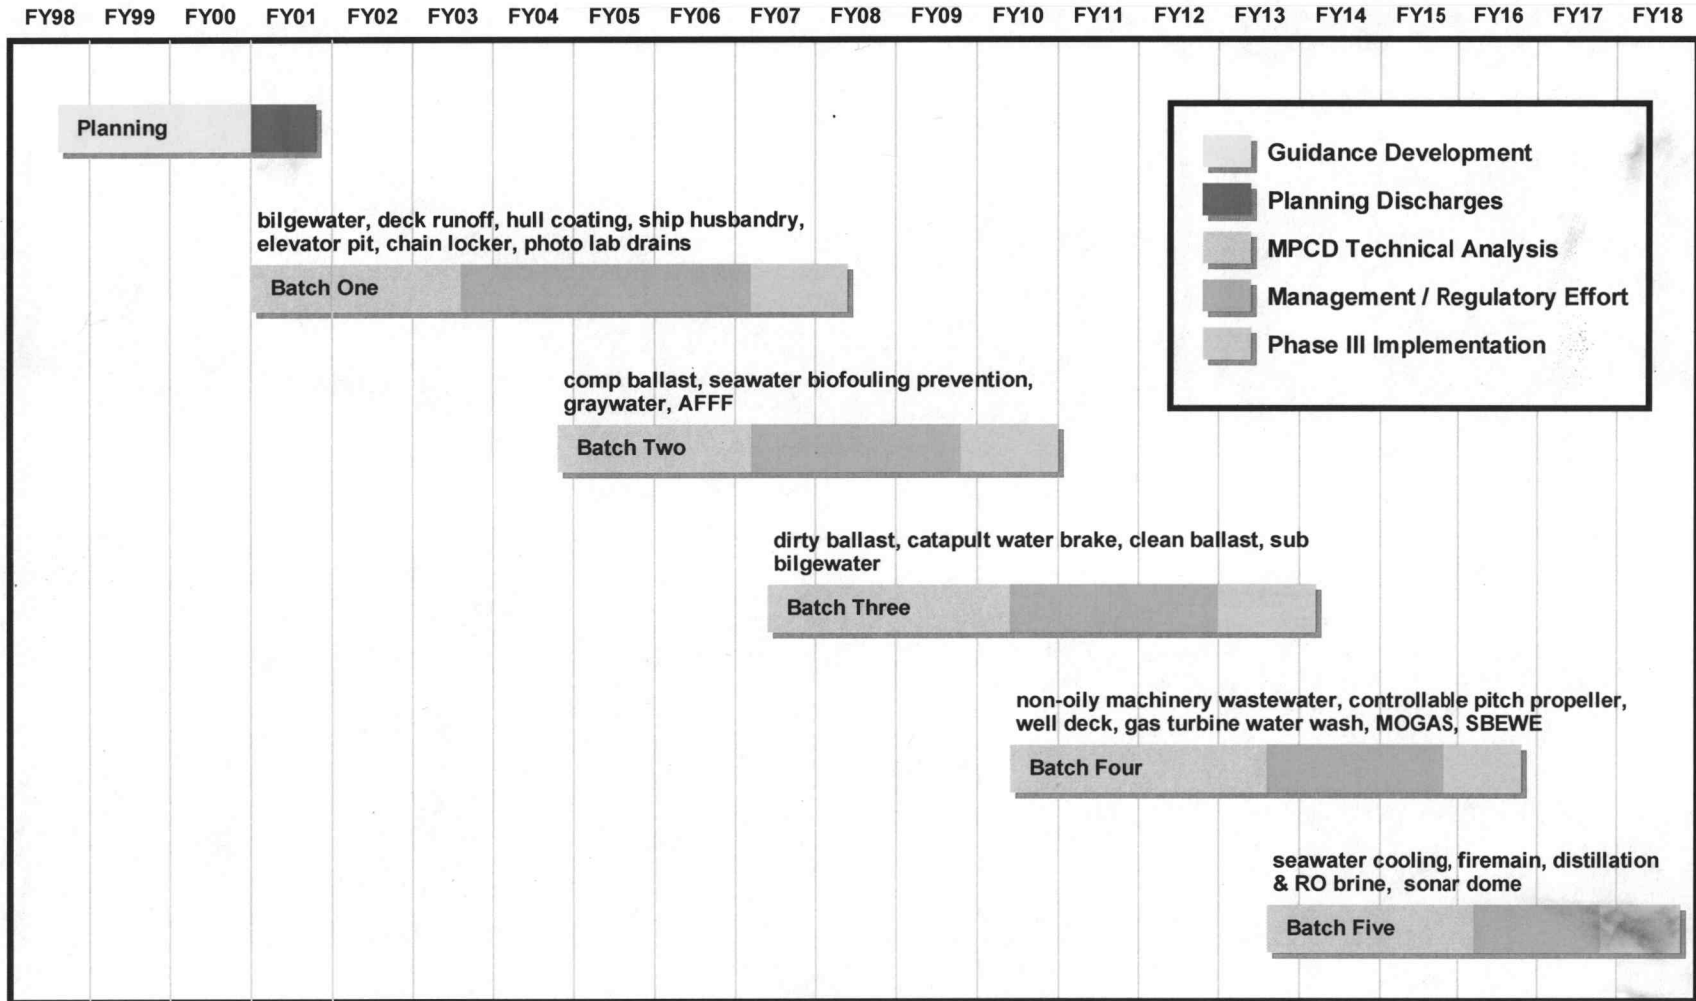 FY98 FY99 FY00 FY01 FY02 FY03 FY04 FY05 FY06 FY07 FY08 FY09 FY10 FY11 FY12 FY13 FY14 FY15 FY16 FY17 FY18
Planning
Guidance Development
Planning Discharges
MPCD Technical Analysis
Management / Regulatory Effort
Phase III Implementation
bilgewater, deck runoff, hull coating, ship husbandry,
elevator pit, chain locker, photo lab drains
Batch One
comp ballast, seawater biofouling prevention,
graywater, AFFF
Batch Two
dirty ballast, catapult water brake, clean ballast, sub
bilgewater
Batch Three
non-oily machinery wastewater, controllable pitch propeller,
well deck, gas turbine water wash, MOGAS, SBEWE
Batch Four
seawater cooling, firemain, distillation
& RO brine, sonar dome
Batch Five